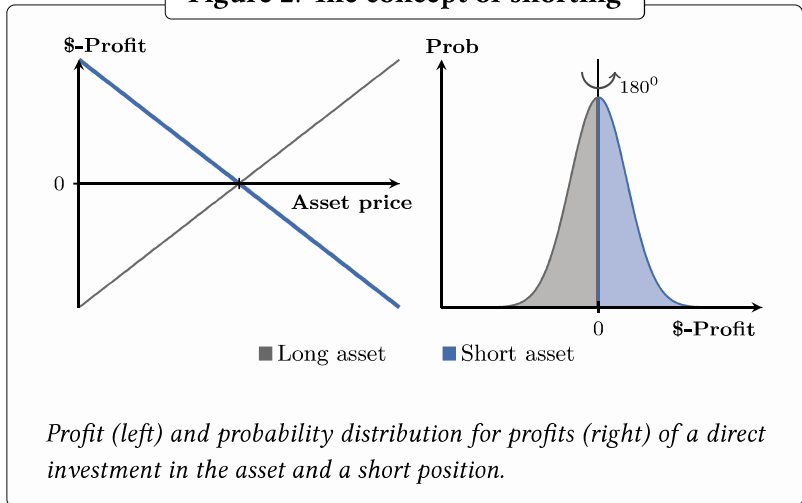 Figure 2: The concept of shorting
$-Profit
Prob
180⁰
0
Asset price
0
$-Profit
Long asset
Short asset
Profit (left) and probability distribution for profits (right) of a direct
investment in the asset and a short position.